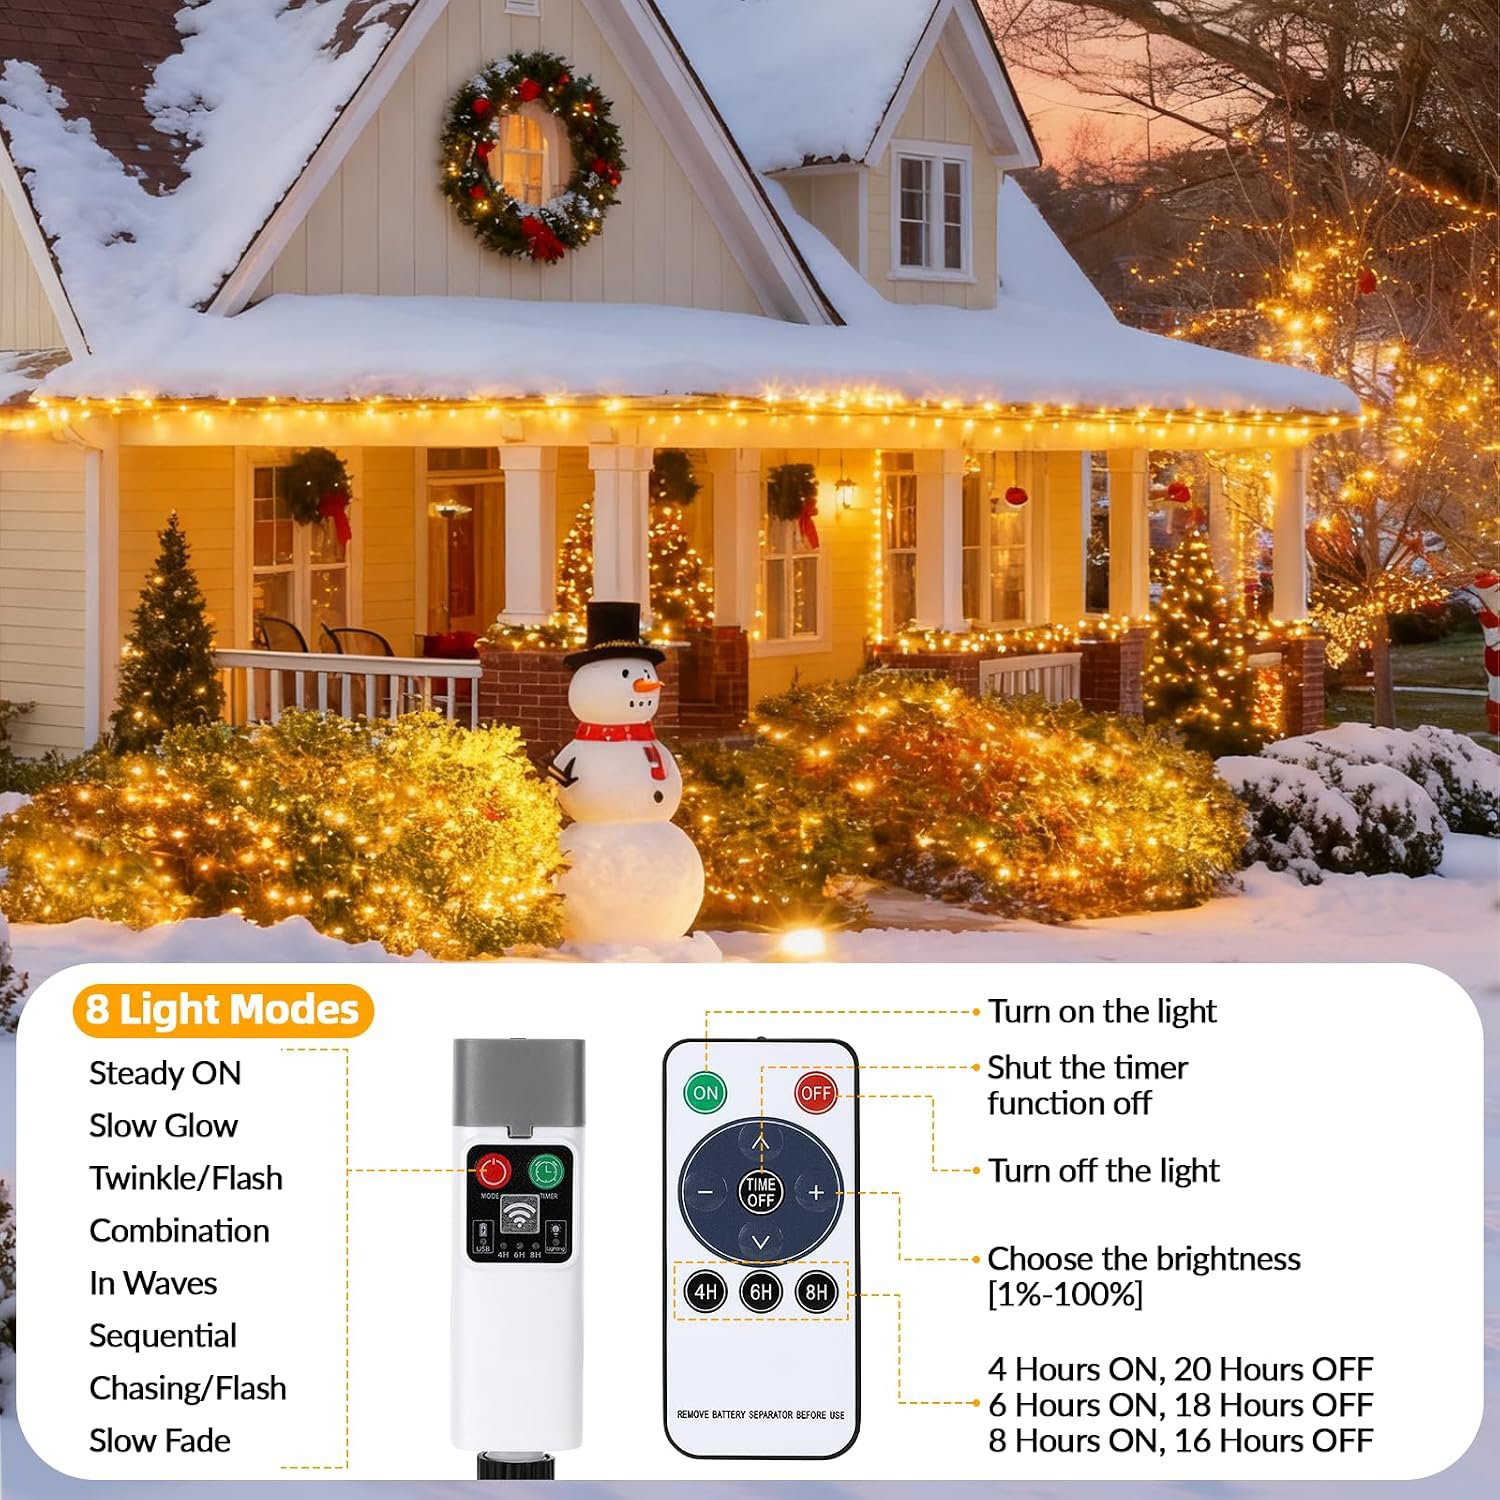 8 Light Modes
Steady ON
Slow Glow
Twinkle/Flash
Combination
In Waves
Sequential
Chasing/Flash
Slow Fade
MODE
TIMER
USB
4H 6H 8H
Lighting
ON
OFF
TIME
OFF
4H
6H
8H
REMOVE BATTERY SEPARATOR BEFORE USE
Turn on the light
Shut the timer
function off
Turn off the light
Choose the brightness
[1%-100%]
4 Hours ON, 20 Hours OFF
6 Hours ON, 18 Hours OFF
8 Hours ON, 16 Hours OFF